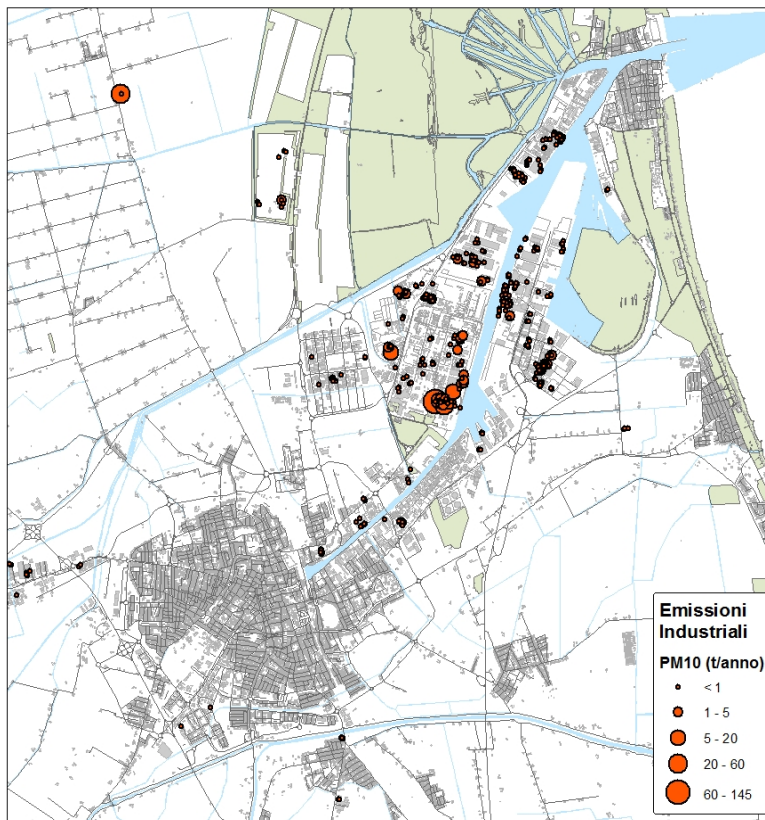 Emissioni
Industriali
PM10 (t/anno)
< 1
1 - 5
5 - 20
20 - 60
60 - 145